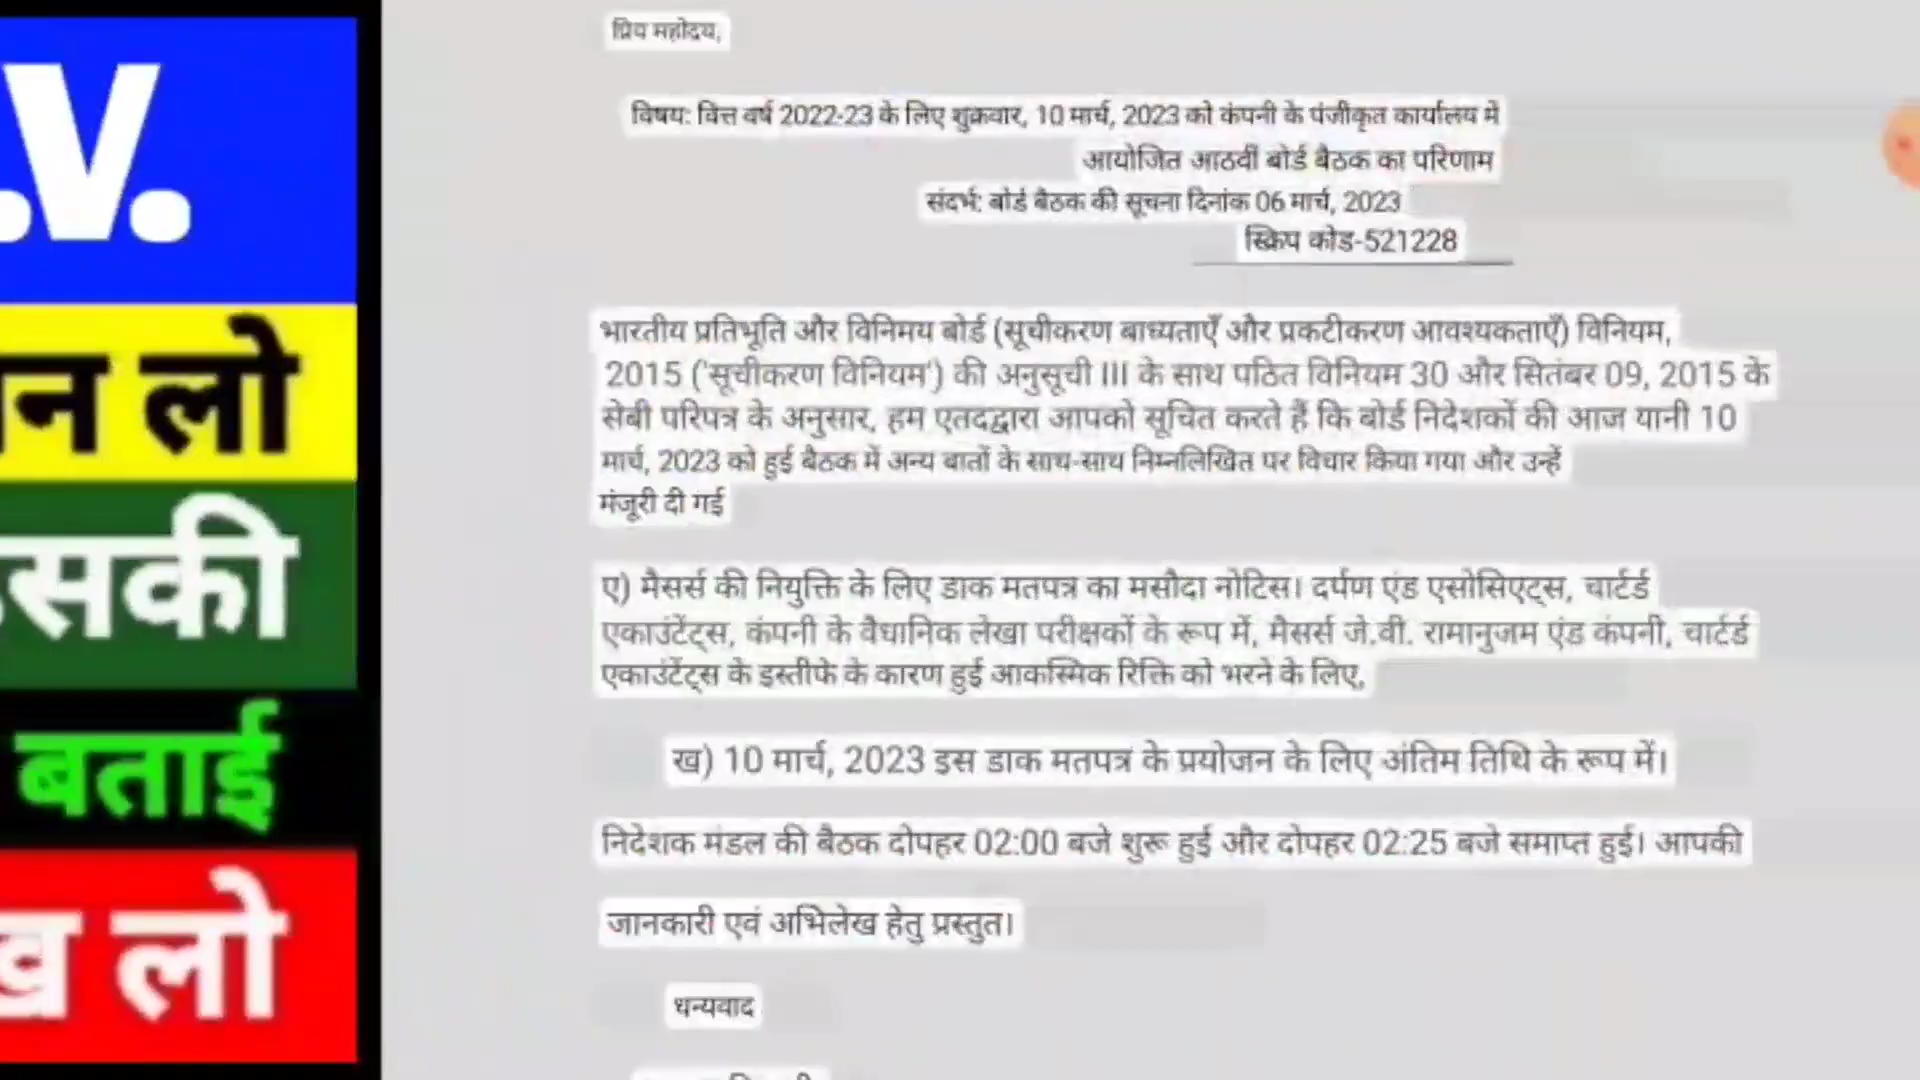 .V.
न लो
सकी
बताई
ख लो
प्रिय महोदय,
विषय: वित्त वर्ष 2022-23 के लिए शुक्रवार, 10 मार्च, 2023 को कंपनी के पंजीकृत कार्यालय में
आयोजित आठवीं बोर्ड बैठक का परिणाम
संदर्भ: बोर्ड बैठक की सूचना दिनांक 06 मार्च, 2023
स्क्रिप कोड-521228
भारतीय प्रतिभूति और विनिमय बोर्ड (सूचीकरण बाध्यताएँ और प्रकटीकरण आवश्यकताएँ) विनियम,
2015 ('सूचीकरण विनियम') की अनुसूची III के साथ पठित विनियम 30 और सितंबर 09, 2015 के
सेबी परिपत्र के अनुसार, हम एतदद्वारा आपको सूचित करते हैं कि बोर्ड निदेशकों की आज यानी 10
मार्च, 2023 को हुई बैठक में अन्य बातों के साथ-साथ निम्नलिखित पर विचार किया गया और उन्हें
मंजूरी दी गई
ए) मैसर्स की नियुक्ति के लिए डाक मतपत्र का मसौदा नोटिस। दर्पण एंड एसोसिएट्स, चार्टर्ड
एकाउंटेंट्स, कंपनी के वैधानिक लेखा परीक्षकों के रूप में, मैसर्स जे.वी. रामानुजम एंड कंपनी, चार्टर्ड
एकाउंटेंट्स के इस्तीफे के कारण हुई आकस्मिक रिक्ति को भरने के लिए,
ख) 10 मार्च, 2023 इस डाक मतपत्र के प्रयोजन के लिए अंतिम तिथि के रूप में।
निदेशक मंडल की बैठक दोपहर 02:00 बजे शुरू हुई और दोपहर 02:25 बजे समाप्त हुई। आपकी
जानकारी एवं अभिलेख हेतु प्रस्तुत।
धन्यवाद